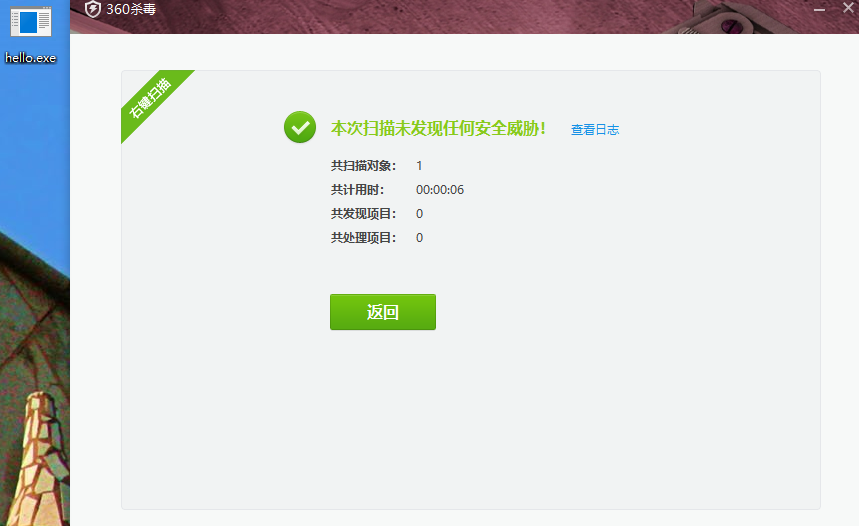 360杀毒
hello.exe
右键扫描
本次扫描未发现任何安全威胁! 查看日志
共扫描对象: 1
共计用时: 00:00:06
共发现项目: 0
共处理项目: 0
返回